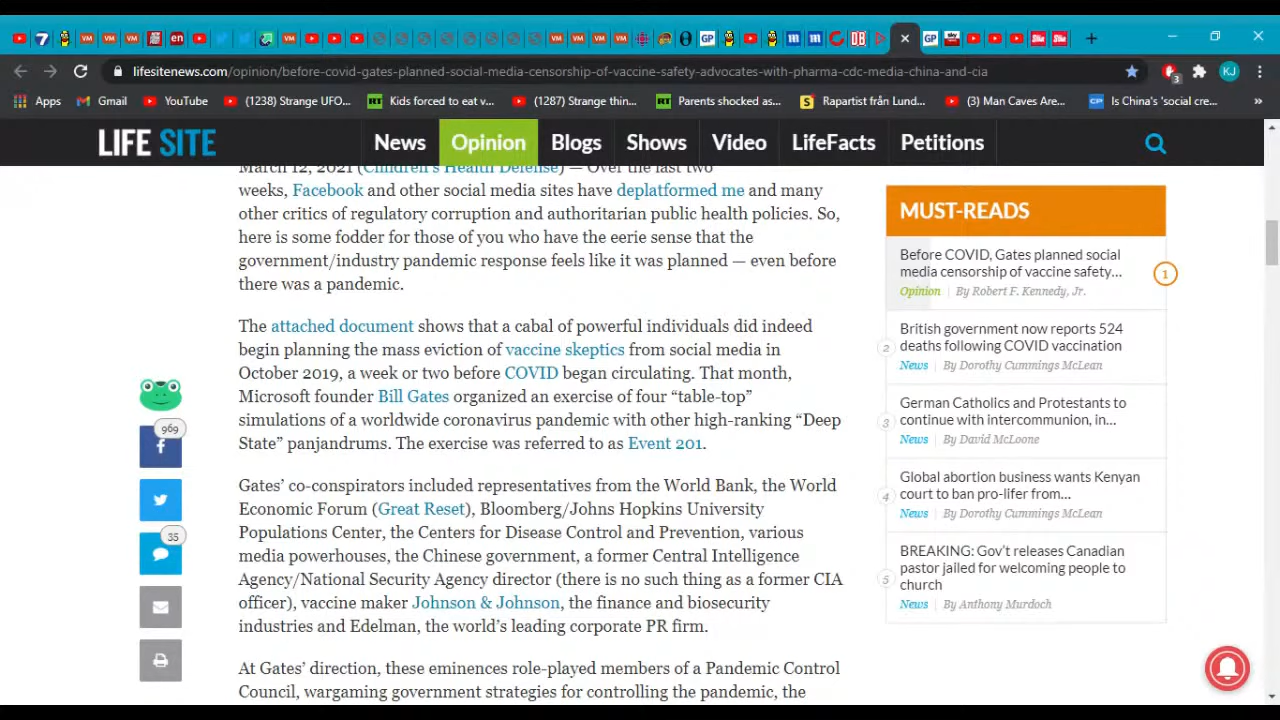 lifesitenews.com/opinion/before-covid-gates-planned-social-media-censorship-of-vaccine-safety-advocates-with-pharma-cdc-media-china-and-cia
3
KJ
Apps
Gmail
YouTube
(1238) Strange UFO...
Kids forced to eat v...
(1287) Strange thin...
Parents shocked as...
Rapartist från Lund...
(3) Man Caves Are...
Is China's 'social cre...
»
LIFE SITE
News
Opinion
Blogs
Shows
Video
LifeFacts
Petitions
March 12, 2021 (Children's Health Defense) — Over the last two
weeks, Facebook and other social media sites have deplatformed me and many
other critics of regulatory corruption and authoritarian public health policies. So,
here is some fodder for those of you who have the eerie sense that the
government/industry pandemic response feels like it was planned — even before
there was a pandemic.
The attached document shows that a cabal of powerful individuals did indeed
begin planning the mass eviction of vaccine skeptics from social media in
October 2019, a week or two before COVID began circulating. That month,
Microsoft founder Bill Gates organized an exercise of four “table-top”
simulations of a worldwide coronavirus pandemic with other high-ranking “Deep
State” panjandrums. The exercise was referred to as Event 201.
Gates’ co-conspirators included representatives from the World Bank, the World
Economic Forum (Great Reset), Bloomberg/Johns Hopkins University
Populations Center, the Centers for Disease Control and Prevention, various
media powerhouses, the Chinese government, a former Central Intelligence
Agency/National Security Agency director (there is no such thing as a former CIA
officer), vaccine maker Johnson & Johnson, the finance and biosecurity
industries and Edelman, the world’s leading corporate PR firm.
At Gates’ direction, these eminences role-played members of a Pandemic Control
Council, wargaming government strategies for controlling the pandemic, the
969
35
MUST-READS
Before COVID, Gates planned social
media censorship of vaccine safety...
Opinion | By Robert F. Kennedy, Jr.
1
British government now reports 524
deaths following COVID vaccination
2
News | By Dorothy Cummings McLean
German Catholics and Protestants to
continue with intercommunion, in...
3
News | By David McLoone
Global abortion business wants Kenyan
court to ban pro-lifer from...
4
News | By Dorothy Cummings McLean
BREAKING: Gov’t releases Canadian
pastor jailed for welcoming people to
church
5
News | By Anthony Murdoch